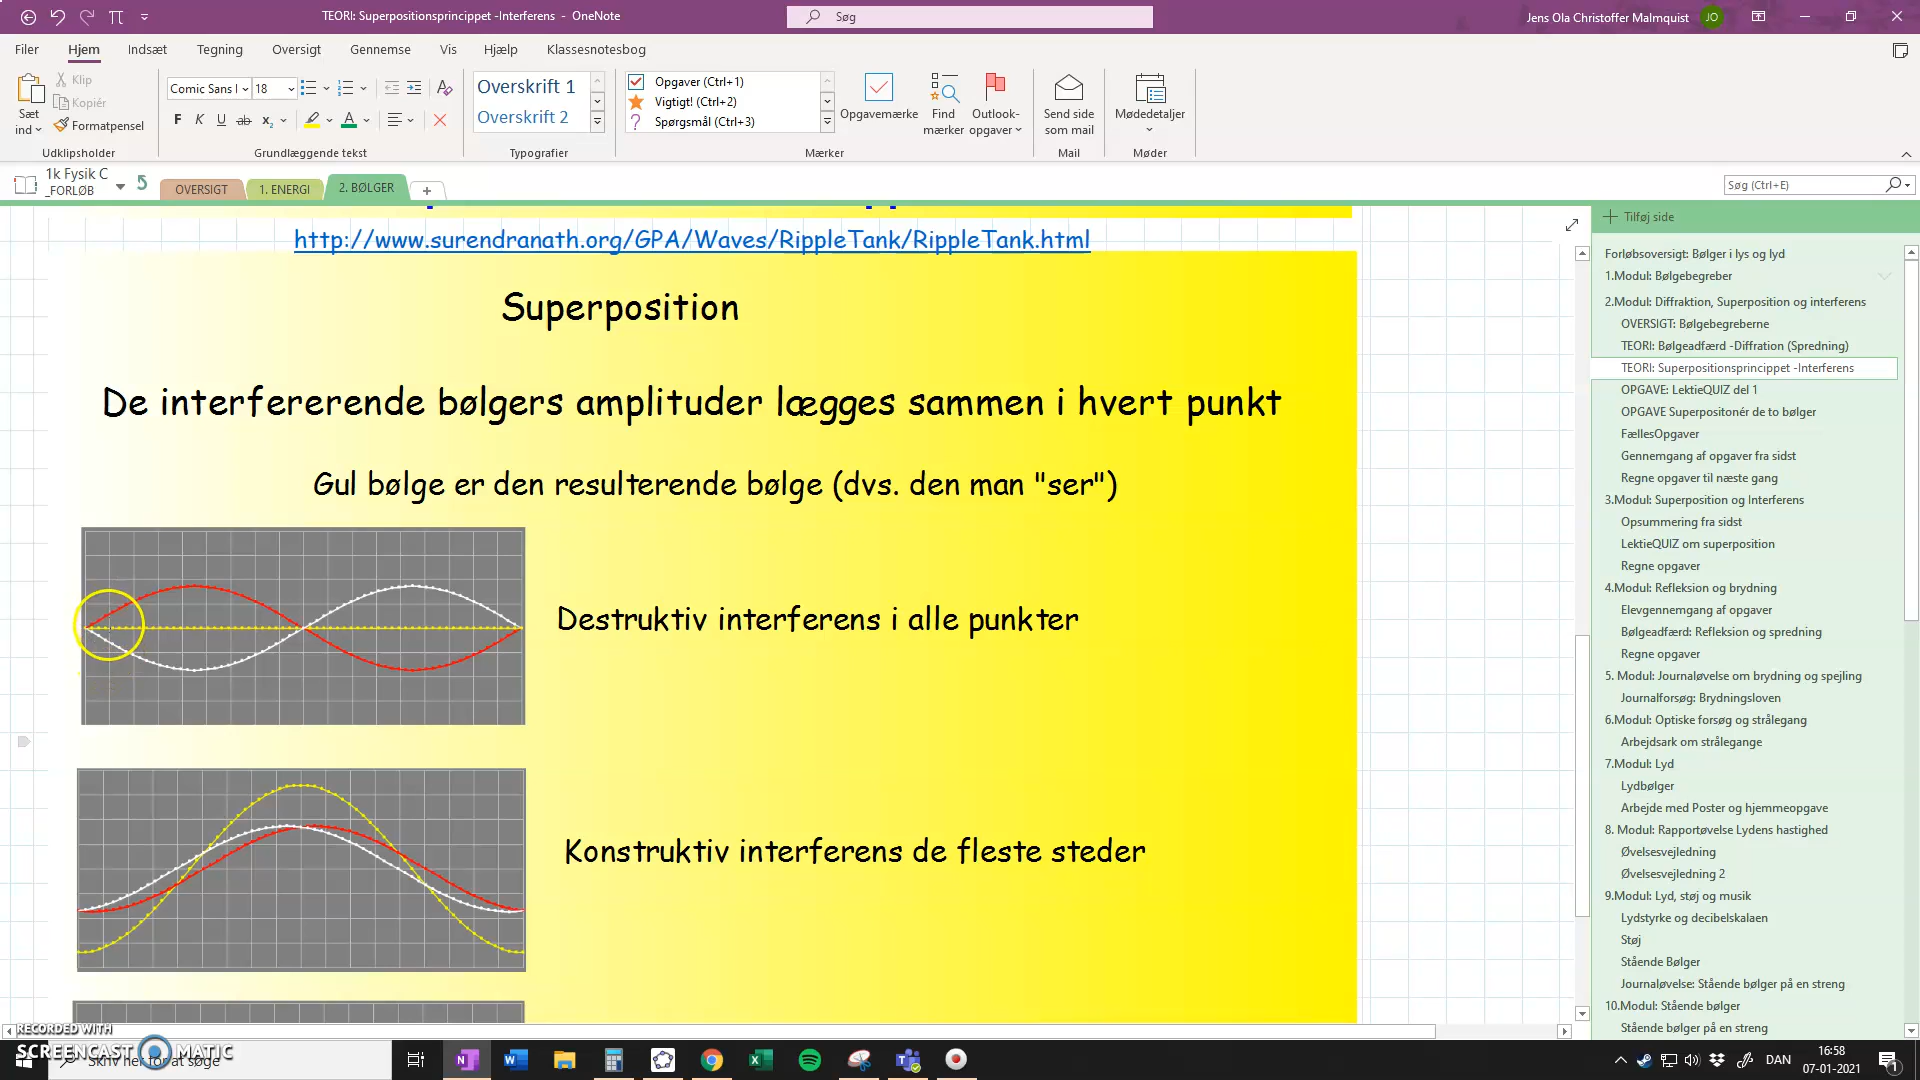 TEORI: Superpositionsprincippet -Interferens - OneNote
Søg
Jens Ola Christoffer Malmquist
JO
Filer
Hjem
Indsæt
Tegning
Oversigt
Gennemse
Vis
Hjælp
Klassesnotesbog
Sæt ind
Klip
Kopiér
Formatpensel
Udklipsholder
Comic Sans
18
F K U ab x₂ A
Grundlæggende tekst
Overskrift 1
Overskrift 2
Typografier
Opgaver (Ctrl+1)
Vigtigt! (Ctrl+2)
Spørgsmål (Ctrl+3)
Opgavemærke
Find mærker
Outlook-opgaver
Mærker
Send side som mail
Mail
Mødedetaljer
Møder
1k Fysik C _FORLØB
OVERSIGT
1. ENERGI
2. BØLGER
Søg (Ctrl+E)
http://www.surendranath.org/GPA/Waves/RippleTank/RippleTank.html
Superposition
De interfererende bølgers amplituder lægges sammen i hvert punkt
Gul bølge er den resulterende bølge (dvs. den man "ser")
Destruktiv interferens i alle punkter
Konstruktiv interferens de fleste steder
Tilføj side
Forløbsoversigt: Bølger i lys og lyd
1.Modul: Bølgebegreber
2.Modul: Diffraktion, Superposition og interferens
OVERSIGT: Bølgebegreberne
TEORI: Bølgeadfærd -Diffration (Spredning)
TEORI: Superpositionsprincippet -Interferens
OPGAVE: LektieQUIZ del 1
OPGAVE Superpositonér de to bølger
FællesOpgaver
Gennemgang af opgaver fra sidst
Regne opgaver til næste gang
3.Modul: Superposition og Interferens
Opsummering fra sidst
LektieQUIZ om superposition
Regne opgaver
4.Modul: Refleksion og brydning
Elevgennemgang af opgaver
Bølgeadfærd: Refleksion og spredning
Regne opgaver
5. Modul: Journaløvelse om brydning og spejling
Journalforsøg: Brydningsloven
6.Modul: Optiske forsøg og strålegang
Arbejdsark om strålegange
7.Modul: Lyd
Lydbølger
Arbejde med Poster og hjemmeopgave
8. Modul: Rapportøvelse Lydens hastighed
Øvelsesvejledning
Øvelsesvejledning 2
9.Modul: Lyd, støj og musik
Lydstyrke og decibelskalaen
Støj
Stående Bølger
Journaløvelse: Stående bølger på en streng
10.Modul: Stående bølger
Stående bølger på en streng
RECORDED WITH
SCREENCAST MATIC
Skriv her for at søge
DAN
16:58
07-01-2021
1